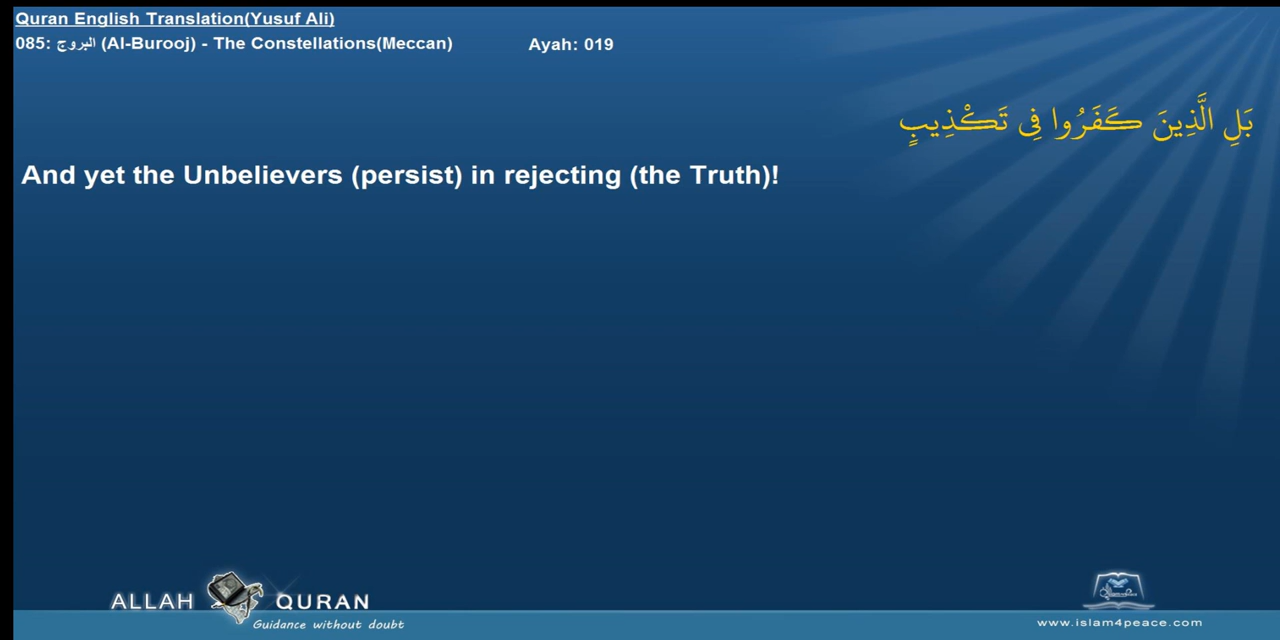 Quran English Translation(Yusuf Ali)
085: البروج (Al-Burooj) - The Constellations(Meccan) Ayah: 019
بَلِ الَّذِينَ كَفَرُوا فِى تَكْذِيبٍ
And yet the Unbelievers (persist) in rejecting (the Truth)!
ALLAH QURAN
Guidance without doubt
www.islam4peace.com